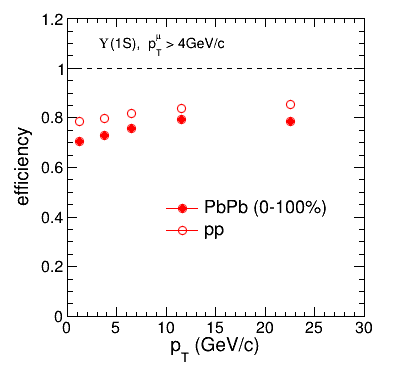 1.2
ϒ(1S), p_T^μ > 4GeV/c
1
0.8
efficiency
0.6
0.4
PbPb (0-100%)
pp
0.2
0
0 5 10 15 20 25 30
p_T (GeV/c)